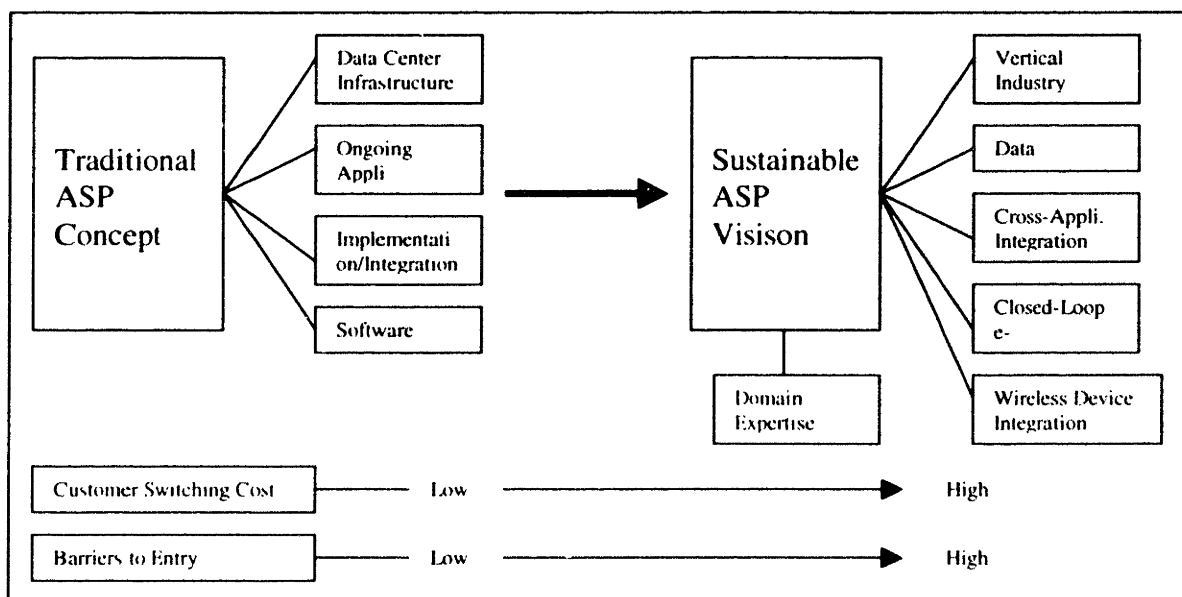 Traditional
ASP
Concept
Data Center
Infrastructure
Ongoing
Appli
Implementati
on/Integration
Software
Sustainable
ASP
Visison
Vertical
Industry
Data
Cross-Appli.
Integration
Closed-Loop
e-
Wireless Device
Integration
Domain
Expertise
Customer Switching Cost
Low
High
Barriers to Entry
Low
High